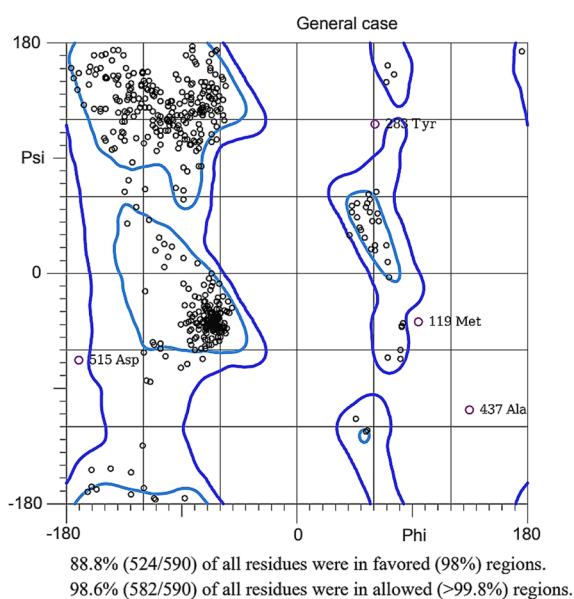 General case
180
Psi
283 Tyr
0
119 Met
515 Asp
437 Ala
-180
-180
0
Phi
180
88.8% (524/590) of all residues were in favored (98%) regions.
98.6% (582/590) of all residues were in allowed (>99.8%) regions.